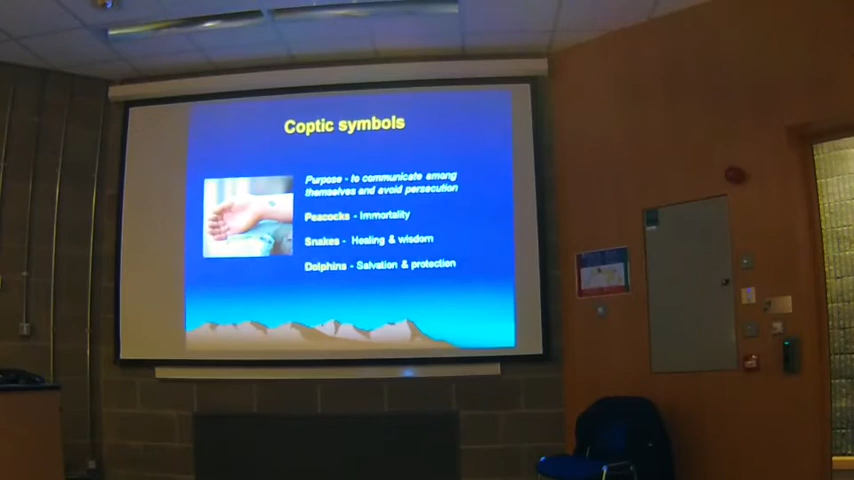 Coptic symbols
Purpose - to communicate among
themselves and avoid persecution
Peacocks - Immortality
Snakes - Healing & wisdom
Dolphins - Salvation & protection